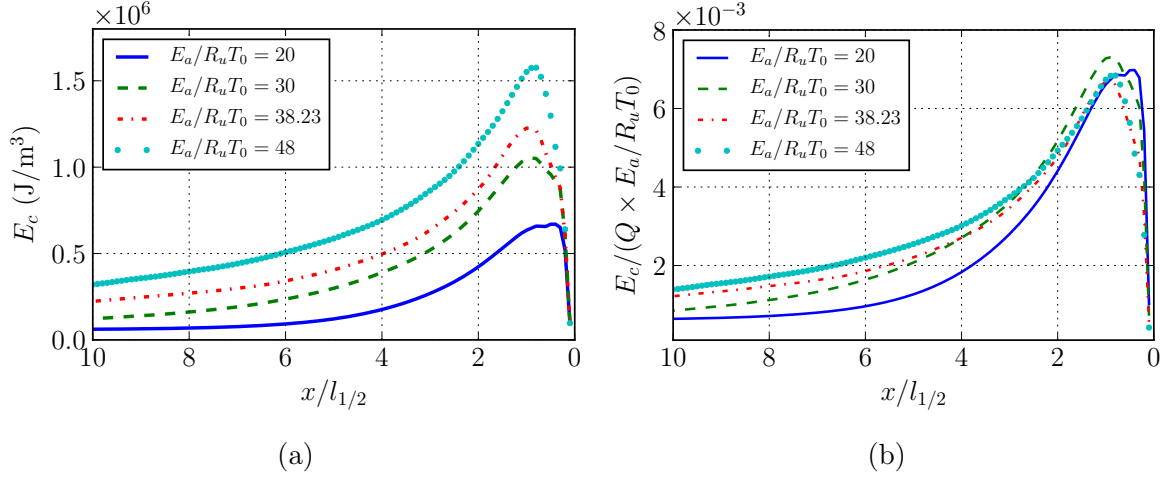 ×10⁶
E_c (J/m³)
1.5
1.0
0.5
0.0
E_a/R_uT_0 = 20
E_a/R_uT_0 = 30
E_a/R_uT_0 = 38.23
E_a/R_uT_0 = 48
10 8 6 4 2 0
x/l_{1/2}
(a)
×10⁻³
E_c/(Q × E_a/R_uT_0)
8
6
4
2
E_a/R_uT_0 = 20
E_a/R_uT_0 = 30
E_a/R_uT_0 = 38.23
E_a/R_uT_0 = 48
10 8 6 4 2 0
x/l_{1/2}
(b)